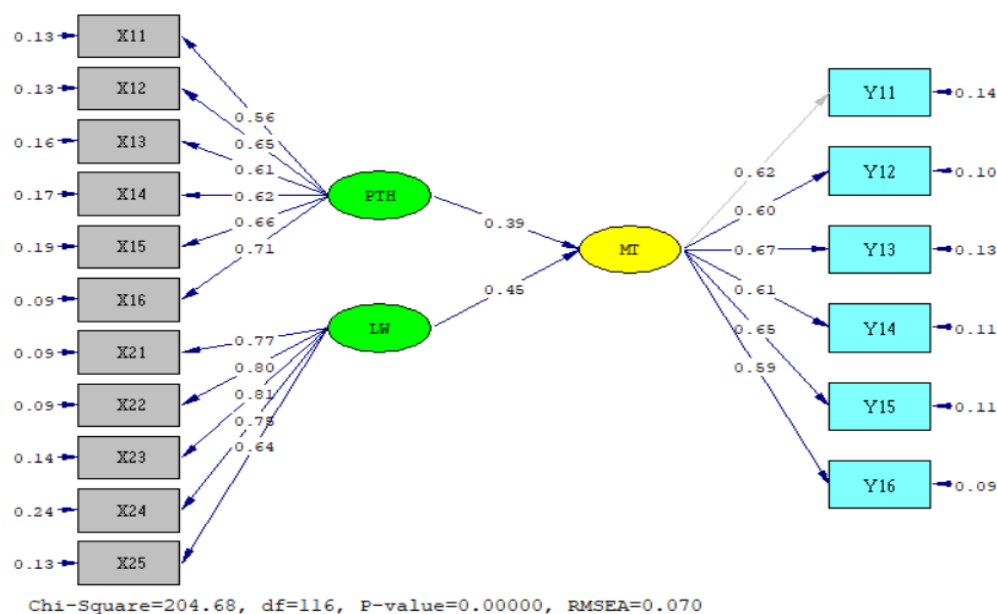 0.13 X11
0.13 X12
0.16 X13
0.17 X14
0.19 X15
0.09 X16
0.09 X21
0.09 X22
0.14 X23
0.24 X24
0.13 X25
0.56
0.65
0.61
0.62
0.66
0.71
0.77
0.80
0.81
0.64
PTH
LW
0.39
0.45
MT
0.62
0.60
0.67
0.61
0.65
0.59
Y11 0.14
Y12 0.10
Y13 0.13
Y14 0.11
Y15 0.11
Y16 0.09
Chi-Square=204.68, df=116, P-value=0.00000, RMSEA=0.070